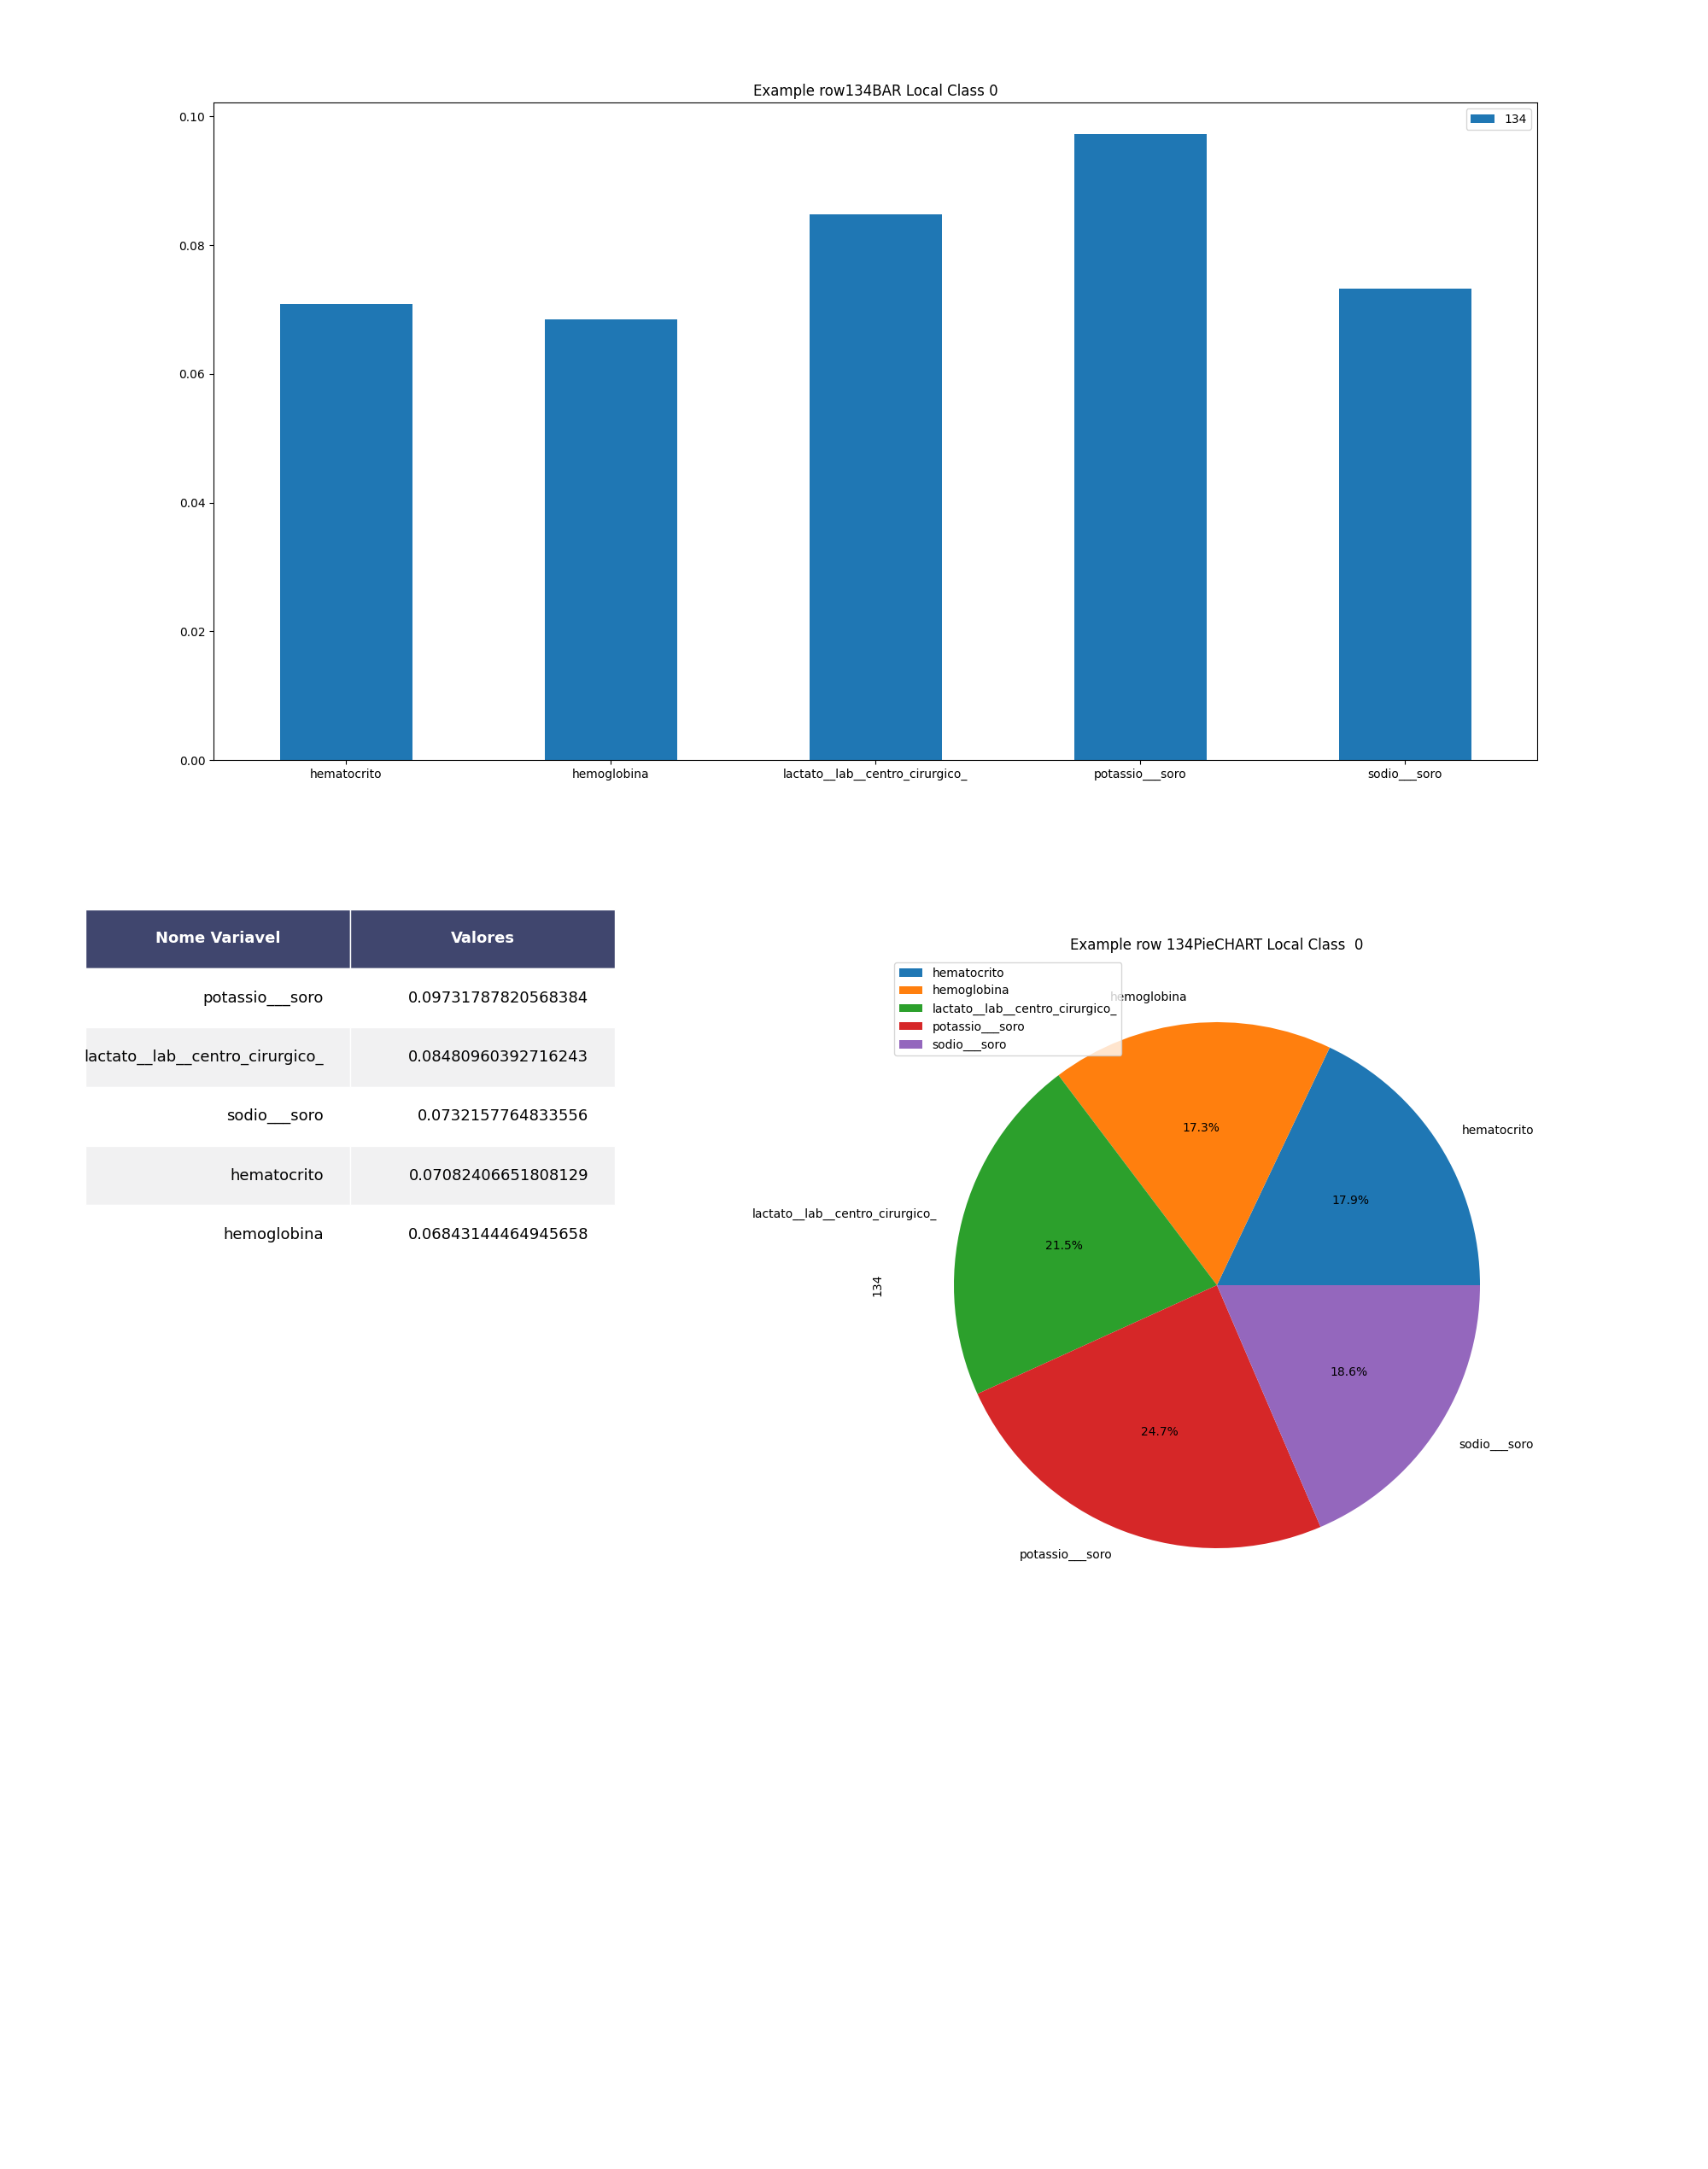 Example row134BAR Local Class 0
134
0.10
0.08
0.06
0.04
0.02
0.00
hematocrito
hemoglobina
lactato__lab__centro_cirurgico_
potassio___soro
sodio___soro
Nome Variavel Valores
potassio___soro 0.09731787820568384
lactato__lab__centro_cirurgico_ 0.08480960392716243
sodio___soro 0.0732157764833556
hematocrito 0.07082406651808129
hemoglobina 0.06843144464945658
Example row 134PieCHART Local Class  0
hematocrito
hemoglobina
lactato__lab__centro_cirurgico_
potassio___soro
sodio___soro
hemoglobina
17.3%
hematocrito
17.9%
lactato__lab__centro_cirurgico_
21.5%
134
18.6%
24.7%
sodio___soro
potassio___soro